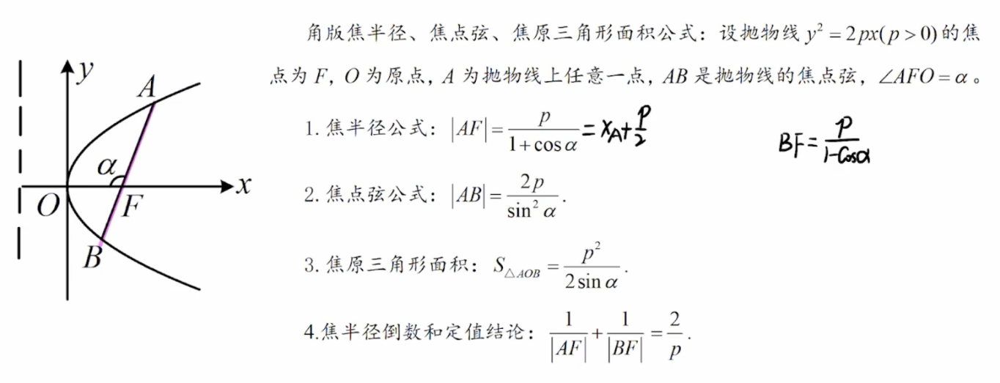 角版焦半径、焦点弦、焦原三角形面积公式：设抛物线 y² = 2px(p > 0) 的焦
点为 F，O 为原点，A 为抛物线上任意一点，AB 是抛物线的焦点弦，∠AFO = α。
1. 焦半径公式：|AF| = p/(1+cos α) = x_A + p/2
BF = p/(1-cosα)
2. 焦点弦公式：|AB| = 2p/sin² α.
3. 焦原三角形面积：S_△AOB = p²/(2 sin α).
4.焦半径倒数和定值结论：1/|AF| + 1/|BF| = 2/p.
y
A
α
x
O
F
B